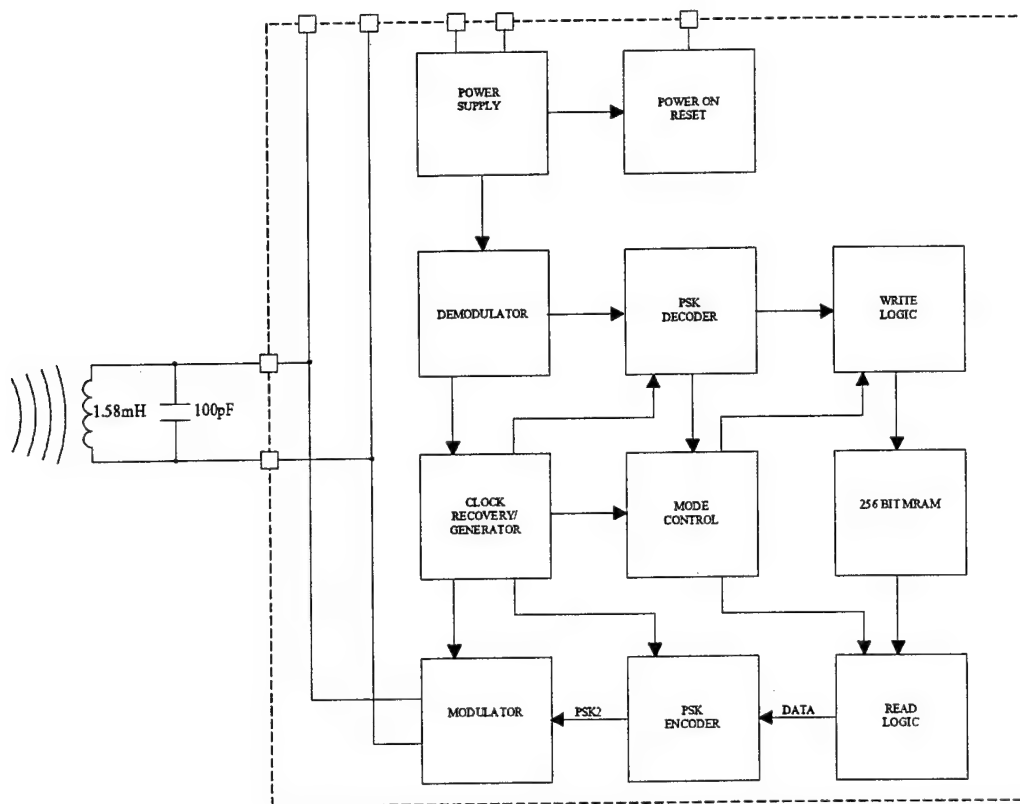 POWER
SUPPLY
POWER ON
RESET
DEMODULATOR
PSK
DECODER
WRITE
LOGIC
1.58mH
100pF
CLOCK
RECOVERY/
GENERATOR
MODE
CONTROL
256 BIT MRAM
MODULATOR
PSK2
PSK
ENCODER
DATA
READ
LOGIC